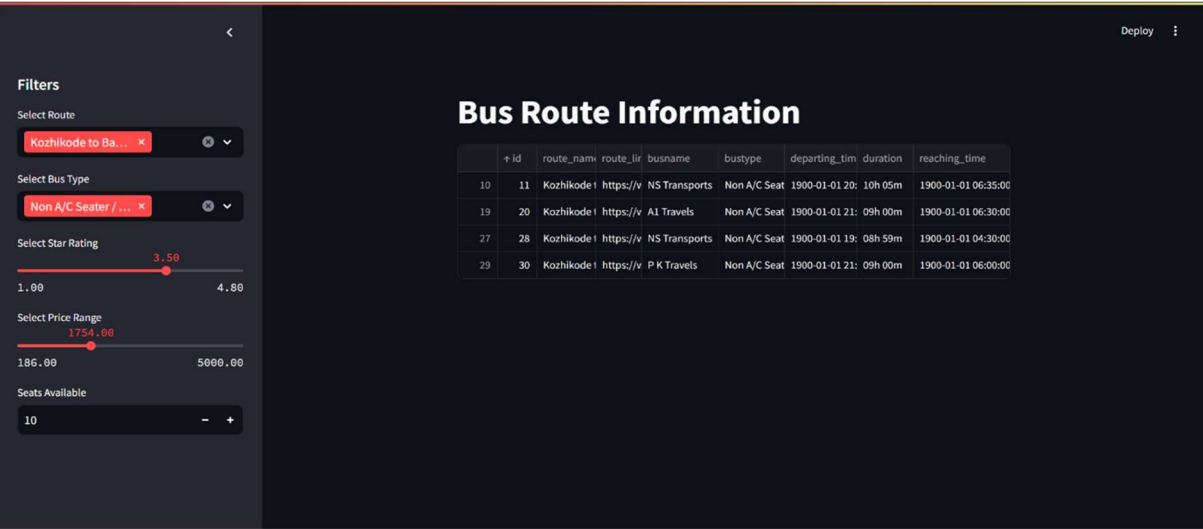 Deploy
Filters
Select Route
Kozhikode to Ba... ×
Select Bus Type
Non A/C Seater / ... ×
Select Star Rating
3.50
1.00 4.80
Select Price Range
1754.00
186.00 5000.00
Seats Available
10 - +
Bus Route Information
↑ id route_nam route_lin busname bustype departing_tim duration reaching_time
10 11 Kozhikode t https:// NS Transports Non A/C Seat 1900-01-01 20: 10h 05m 1900-01-01 06:35:00
19 20 Kozhikode t https:// A1 Travels Non A/C Seat 1900-01-01 21: 09h 00m 1900-01-01 06:30:00
27 28 Kozhikode t https:// NS Transports Non A/C Seat 1900-01-01 19: 08h 59m 1900-01-01 04:30:00
29 30 Kozhikode t https:// P K Travels Non A/C Seat 1900-01-01 21: 09h 00m 1900-01-01 06:00:00